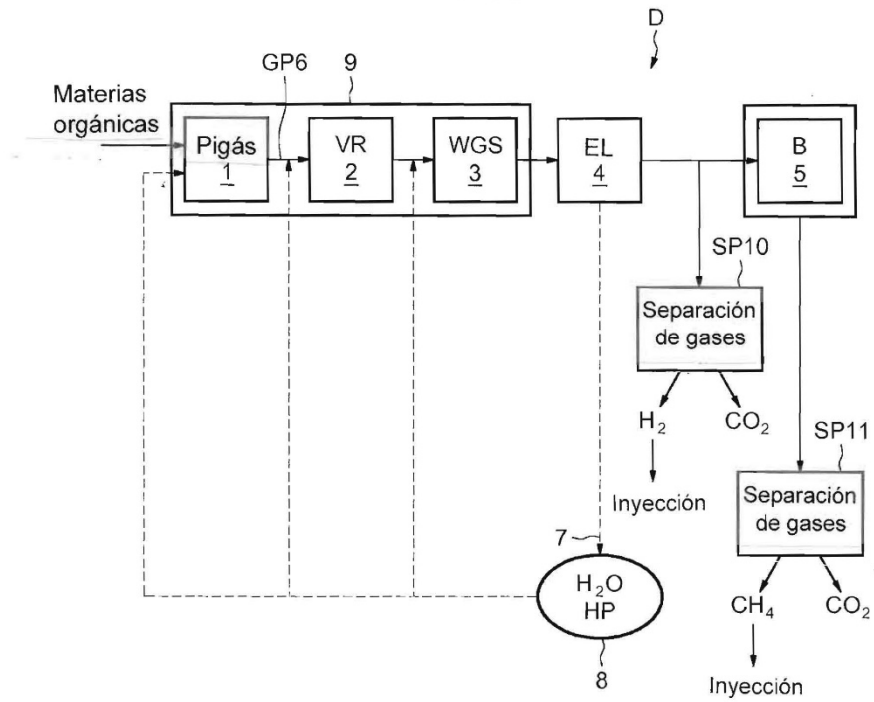 D
GP6
9
Materias
orgánicas
Pigás
1
VR
2
WGS
3
EL
4
B
5
SP10
Separación
de gases
H₂
CO₂
Inyección
SP11
Separación
de gases
CH₄
CO₂
Inyección
7
H₂O
HP
8